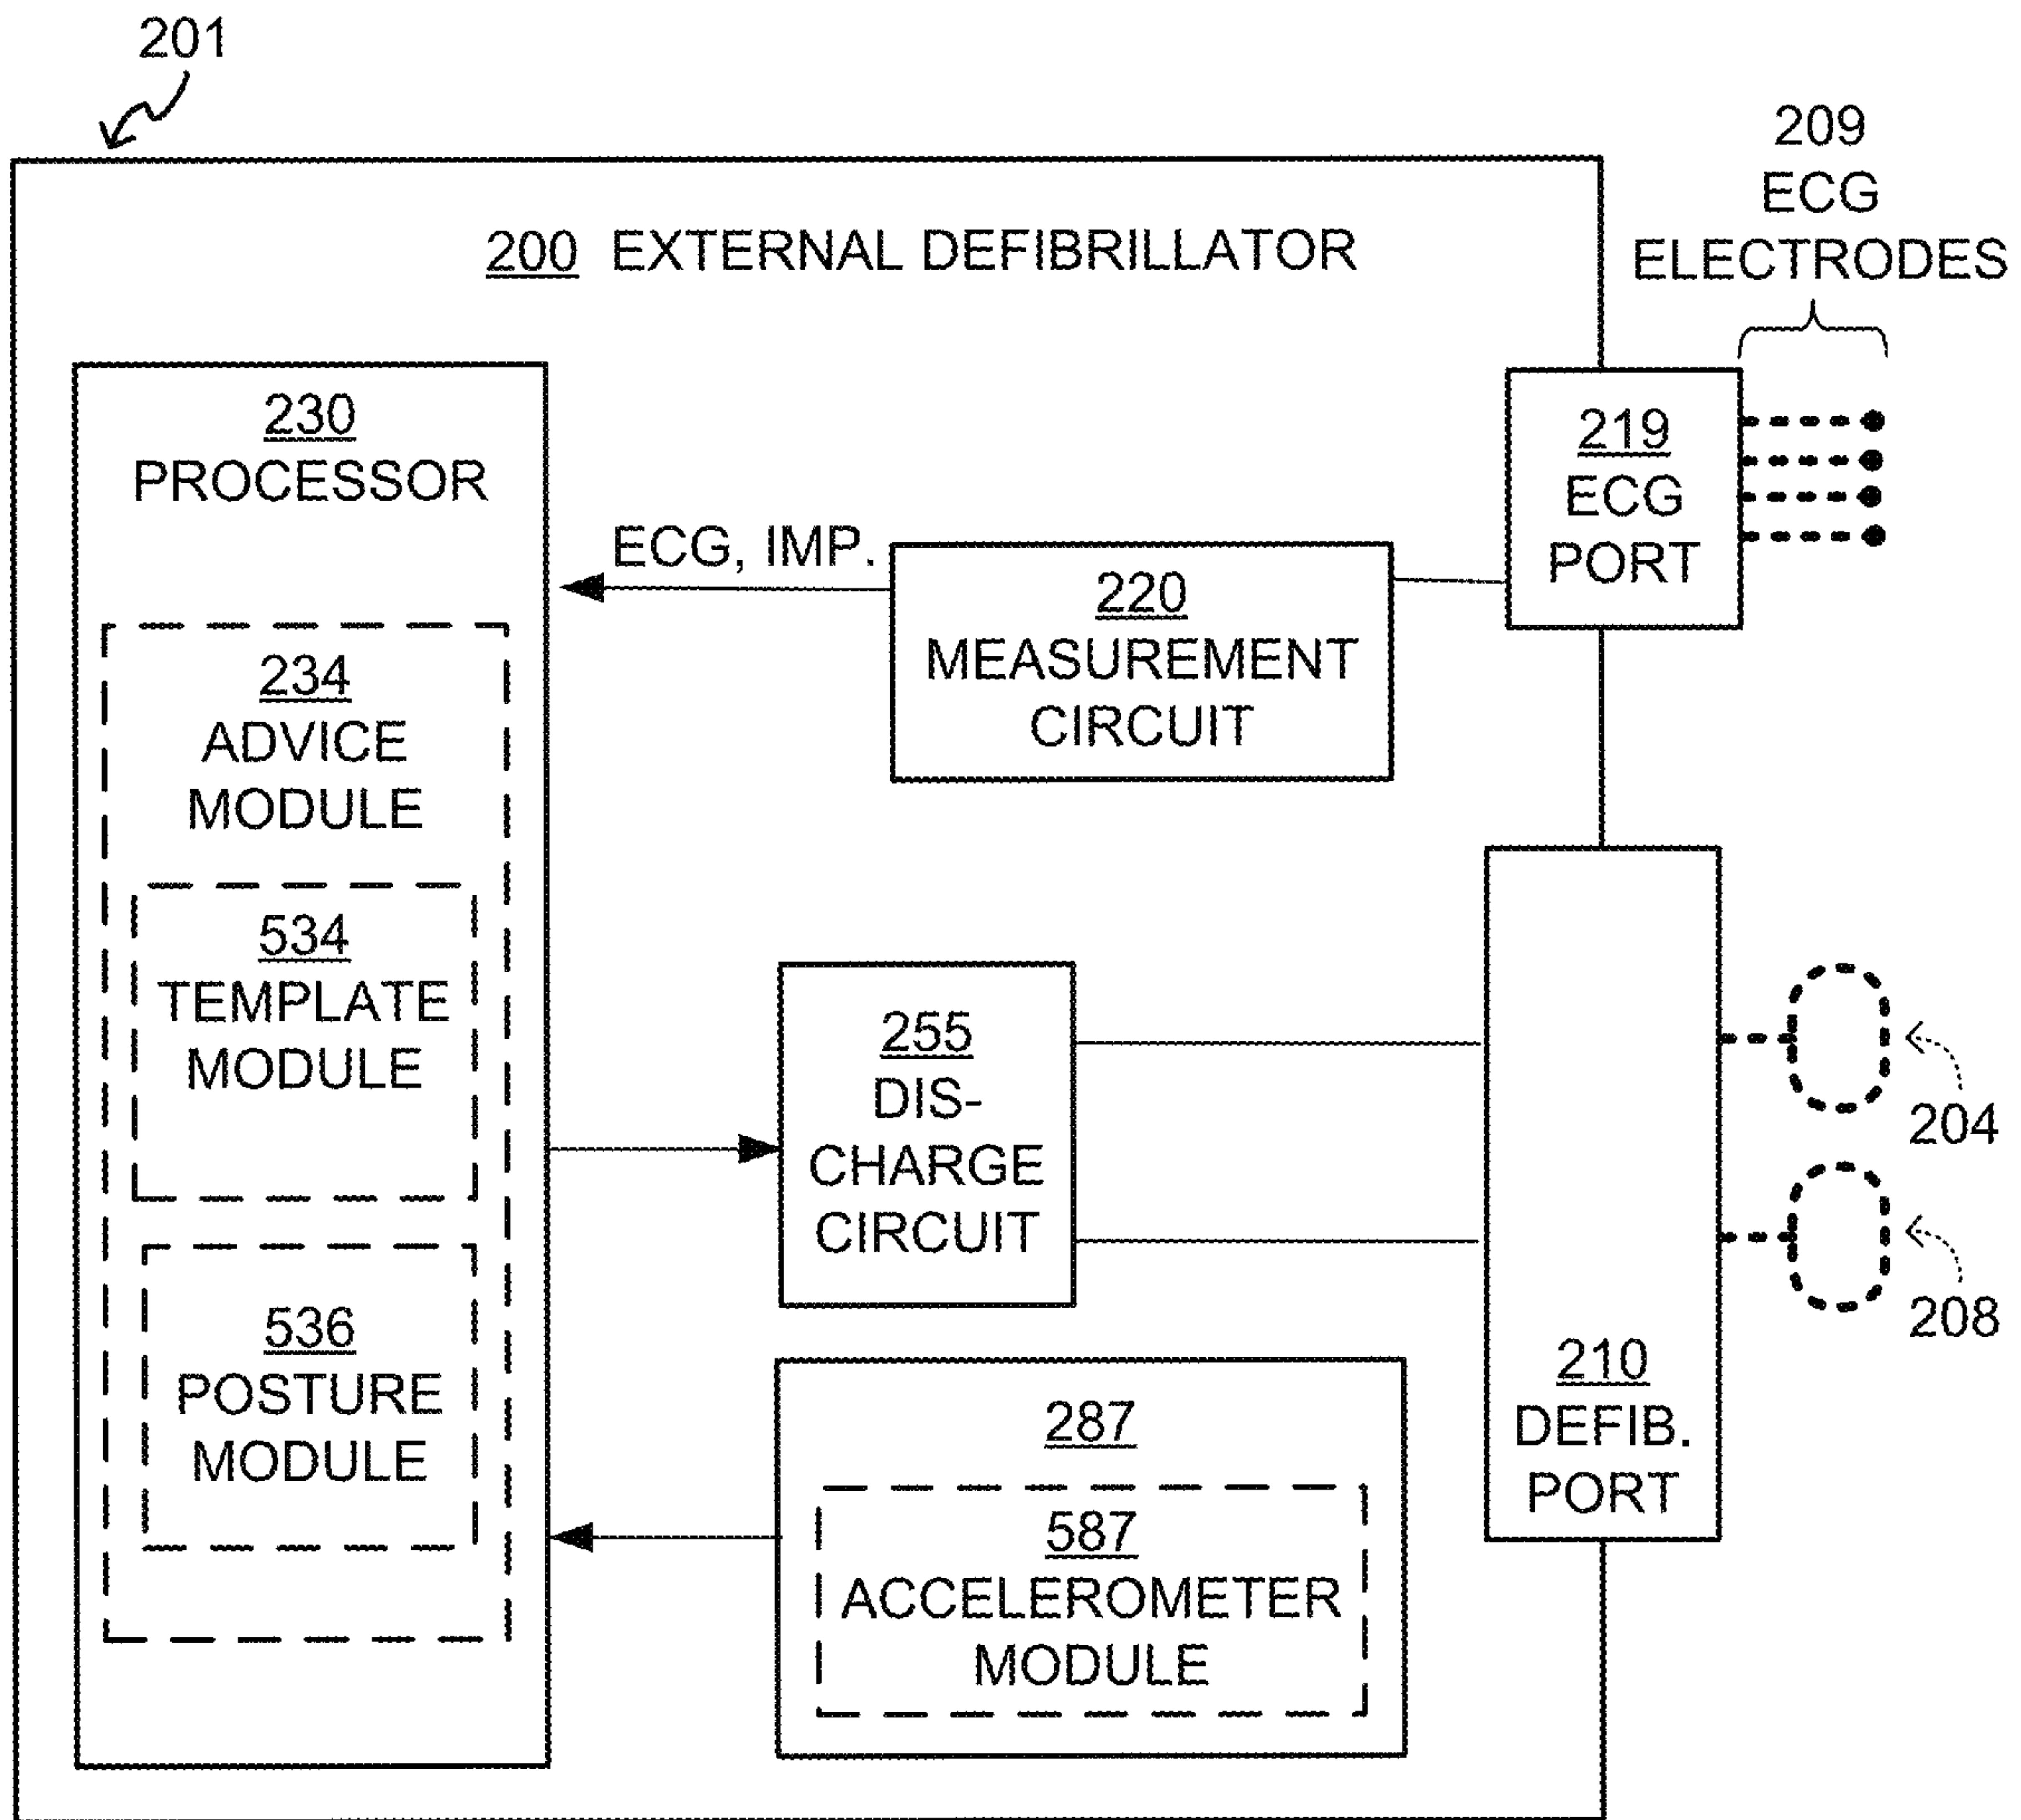 201
209
ECG
ELECTRODES
200 EXTERNAL DEFIBRILLATOR
230
PROCESSOR
219
ECG
PORT
ECG, IMP.
220
MEASUREMENT
CIRCUIT
234
ADVICE
MODULE
534
TEMPLATE
MODULE
255
DIS-
CHARGE
CIRCUIT
204
208
536
POSTURE
MODULE
210
DEFIB.
PORT
287
587
ACCELEROMETER
MODULE